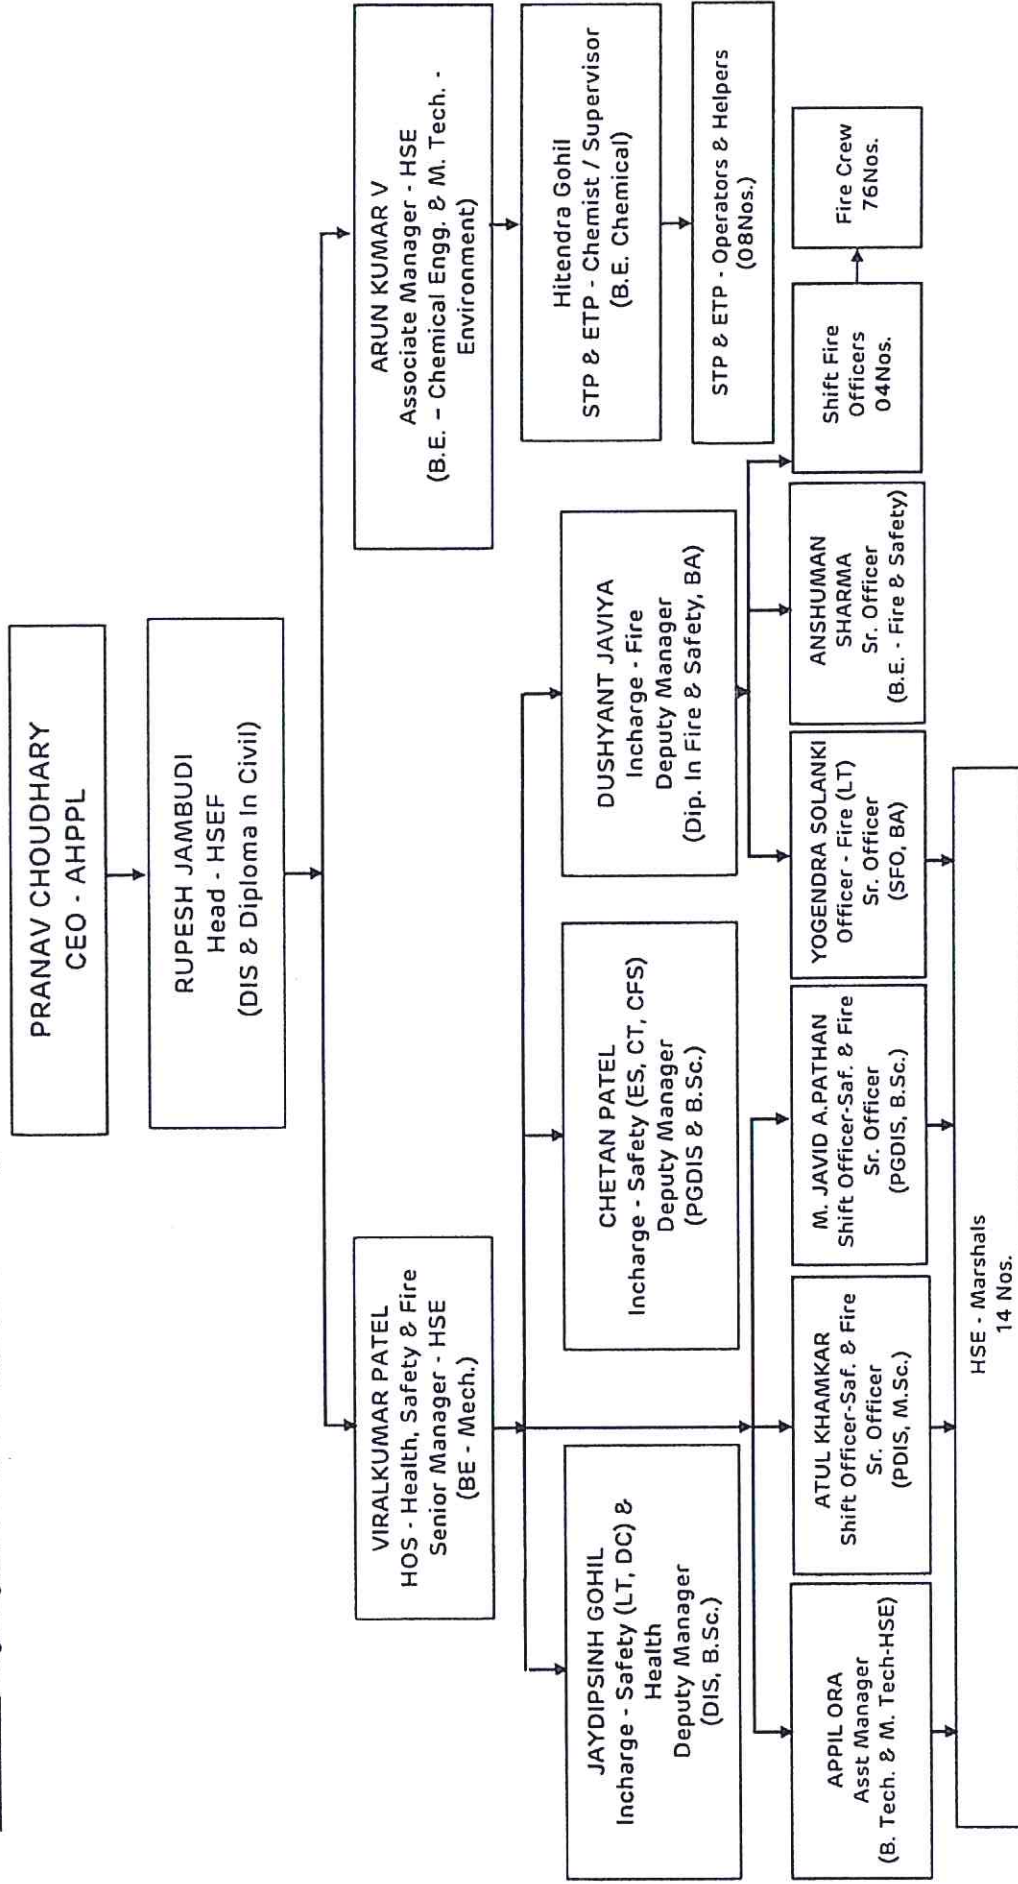 PRANAV CHOUDHARY
CEO - AHPPL
RUPESH JAMBUDI
Head - HSEF
(DIS & Diploma In Civil)
VIRALKUMAR PATEL
HOS - Health, Safety & Fire
Senior Manager - HSE
(BE - Mech.)
ARUN KUMAR V
Associate Manager - HSE
(B.E. – Chemical Engg. & M. Tech. -
Environment)
Hitendra Gohil
STP & ETP - Chemist / Supervisor
(B.E. Chemical)
STP & ETP - Operators & Helpers
(08Nos.)
JAYDIPSINH GOHIL
Incharge - Safety (LT, DC) &
Health
Deputy Manager
(DIS, B.Sc.)
CHETAN PATEL
Incharge - Safety (ES, CT, CFS)
Deputy Manager
(PGDIS & B.Sc.)
DUSHYANT JAVIYA
Incharge - Fire
Deputy Manager
(Dip. In Fire & Safety, BA)
APPIL ORA
Asst Manager
(B. Tech. & M. Tech-HSE)
ATUL KHAMKAR
Shift Officer-Saf. & Fire
Sr. Officer
(PDIS, M.Sc.)
M. JAVID A.PATHAN
Shift Officer-Saf. & Fire
Sr. Officer
(PGDIS, B.Sc.)
YOGENDRA SOLANKI
Officer - Fire (LT)
Sr. Officer
(SFO, BA)
ANSHUMAN
SHARMA
Sr. Officer
(B.E. - Fire & Safety)
Shift Fire
Officers
04Nos.
Fire Crew
76Nos.
HSE - Marshals
14 Nos.